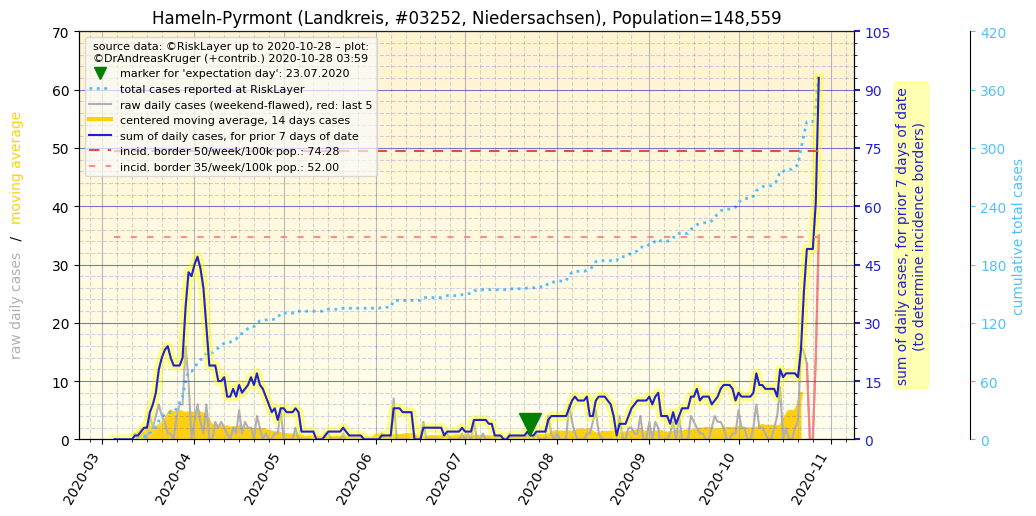 Hameln-Pyrmont (Landkreis, #03252, Niedersachsen), Population=148,559
source data: ©RiskLayer up to 2020-10-28 – plot:
©DrAndreasKruger (+contrib.) 2020-10-28 03:59
marker for 'expectation day': 23.07.2020
total cases reported at RiskLayer
raw daily cases (weekend-flawed), red: last 5
centered moving average, 14 days cases
sum of daily cases, for prior 7 days of date
incid. border 50/week/100k pop.: 74.28
incid. border 35/week/100k pop.: 52.00
raw daily cases / moving average
70
60
50
40
30
20
10
0
105
90
75
60
45
30
15
0
sum of daily cases, for prior 7 days of date
(to determine incidence borders)
420
360
300
240
180
120
60
0
cumulative total cases
2020-03
2020-04
2020-05
2020-06
2020-07
2020-08
2020-09
2020-10
2020-11